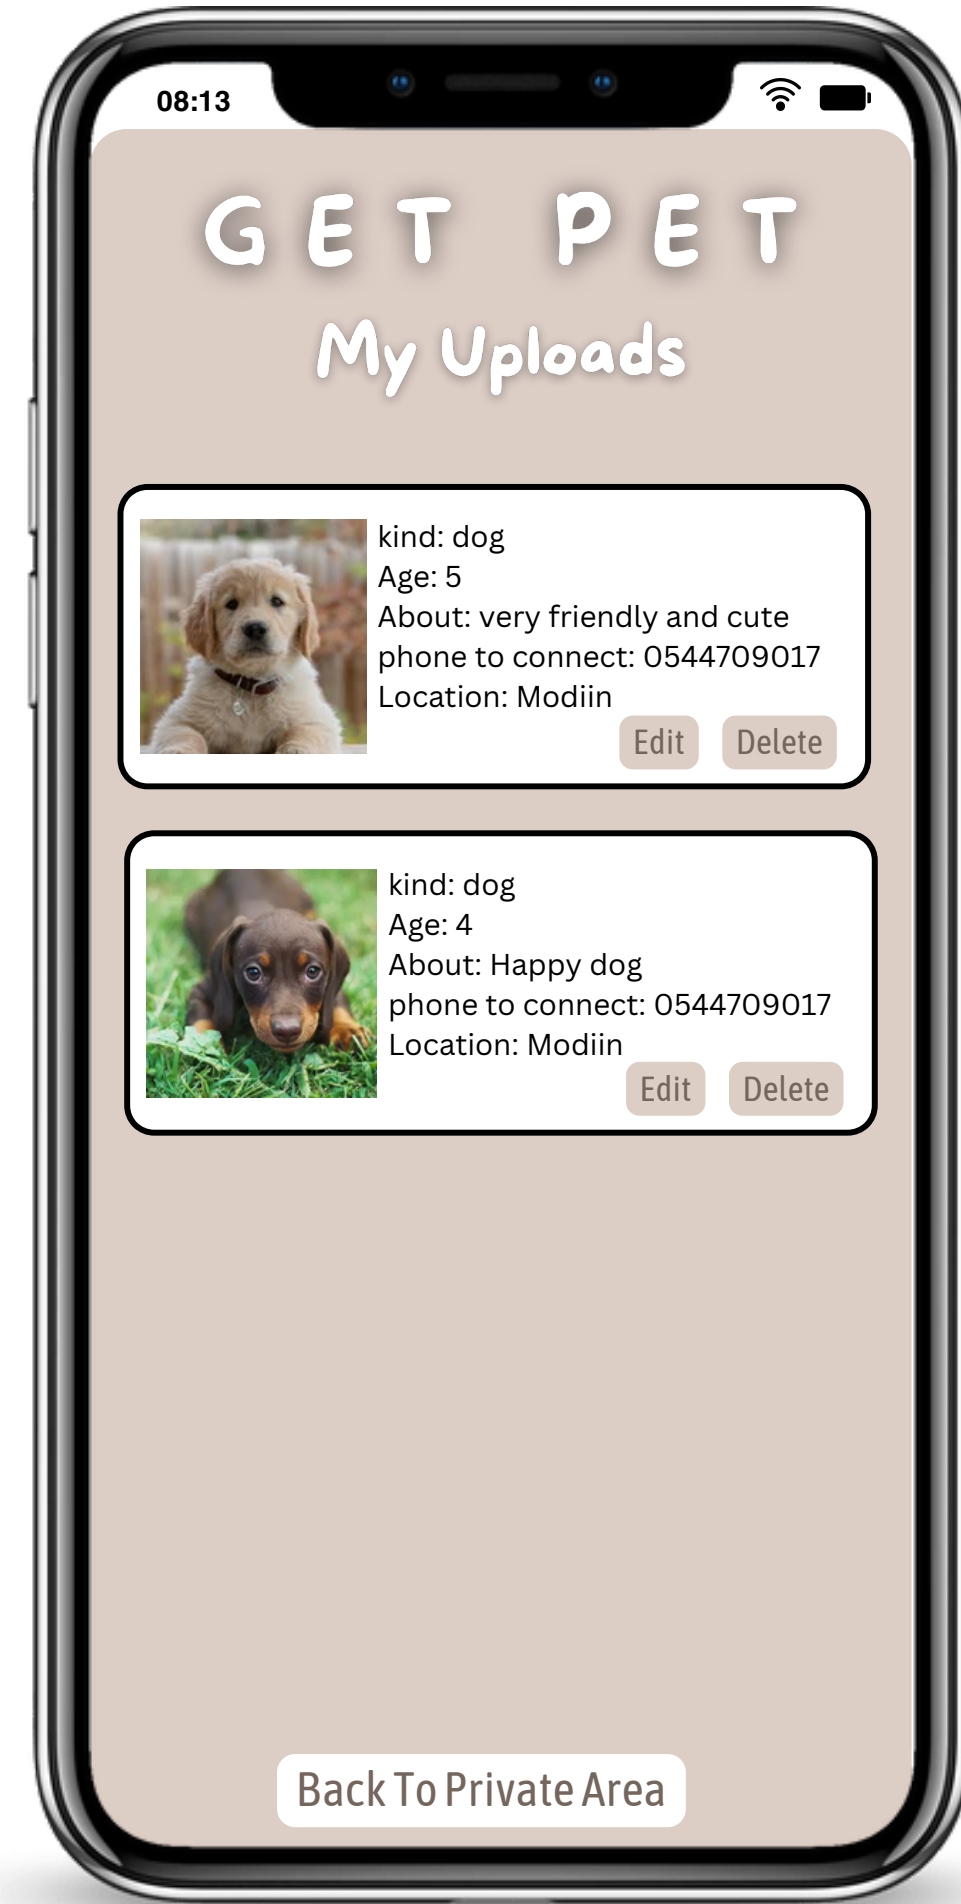 08:13
GET PET
My Uploads
kind: dog
Age: 5
About: very friendly and cute
phone to connect: 0544709017
Location: Modiin
Edit Delete
kind: dog
Age: 4
About: Happy dog
phone to connect: 0544709017
Location: Modiin
Edit Delete
Back To Private Area